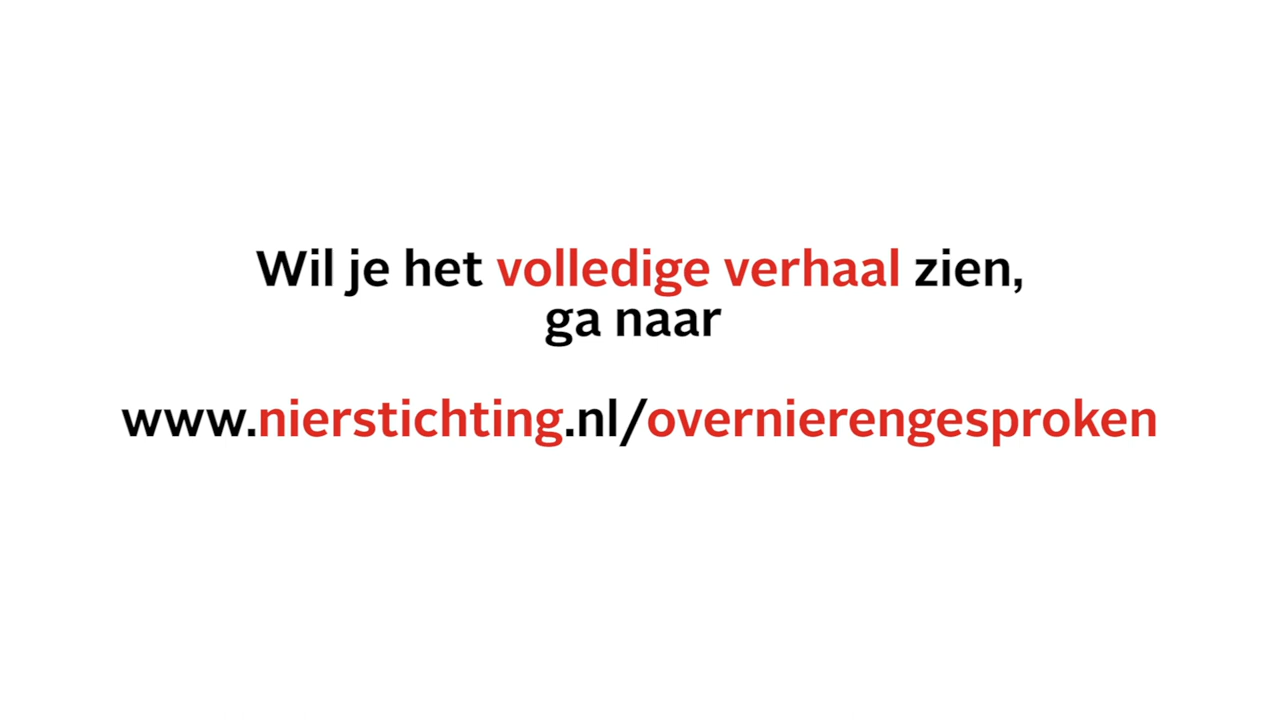 Wil je het volledige verhaal zien,
ga naar
www.nierstichting.nl/overnierengesproken